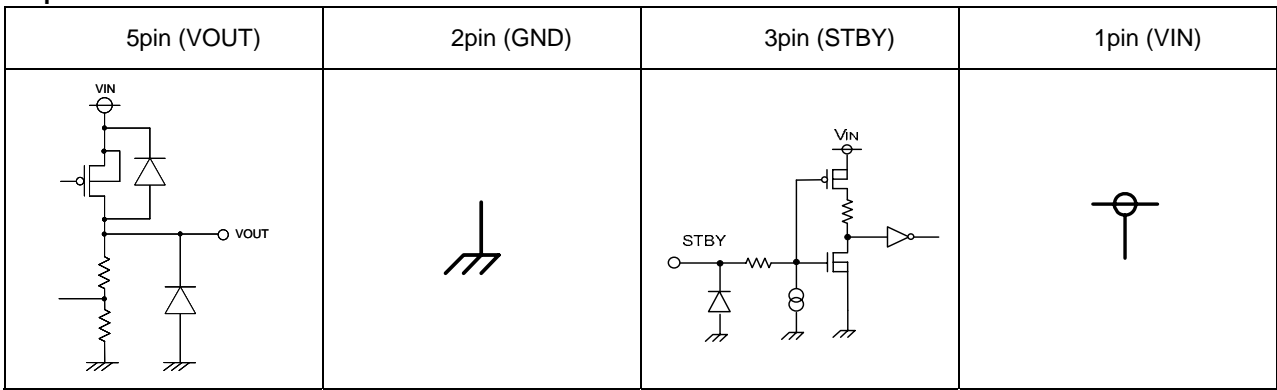 5pin (VOUT) 2pin (GND) 3pin (STBY) 1pin (VIN)
VIN
VOUT
VIN
STBY